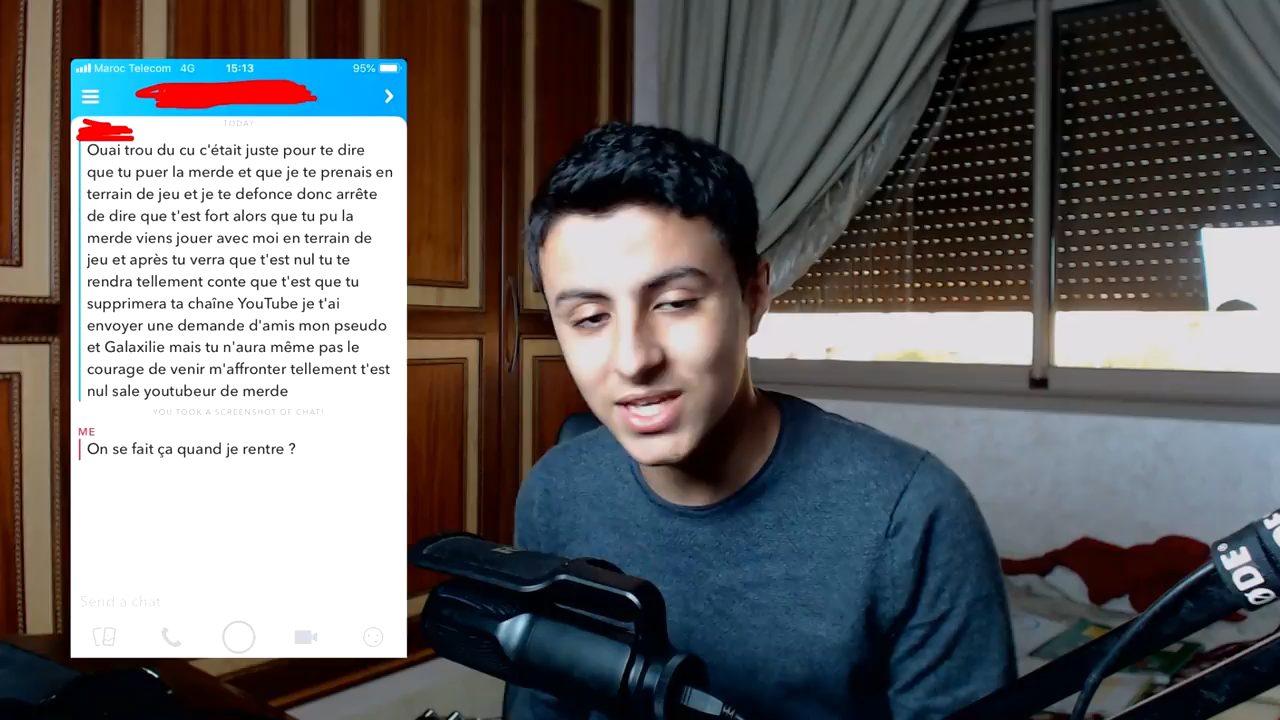 Maroc Telecom 4G 15:13 95%
TODAY
Ouai trou du cu c'était juste pour te dire
que tu puer la merde et que je te prenais en
terrain de jeu et je te defonce donc arrête
de dire que t'est fort alors que tu pu la
merde viens jouer avec moi en terrain de
jeu et après tu verra que t'est nul tu te
rendra tellement conte que t'est que tu
supprimera ta chaîne YouTube je t'ai
envoyer une demande d'amis mon pseudo
et Galaxilie mais tu n'aura même pas le
courage de venir m'affronter tellement t'est
nul sale youtubeur de merde
YOU TOOK A SCREENSHOT OF CHAT!
ME
On se fait ça quand je rentre ?
Send a chat
RØDE